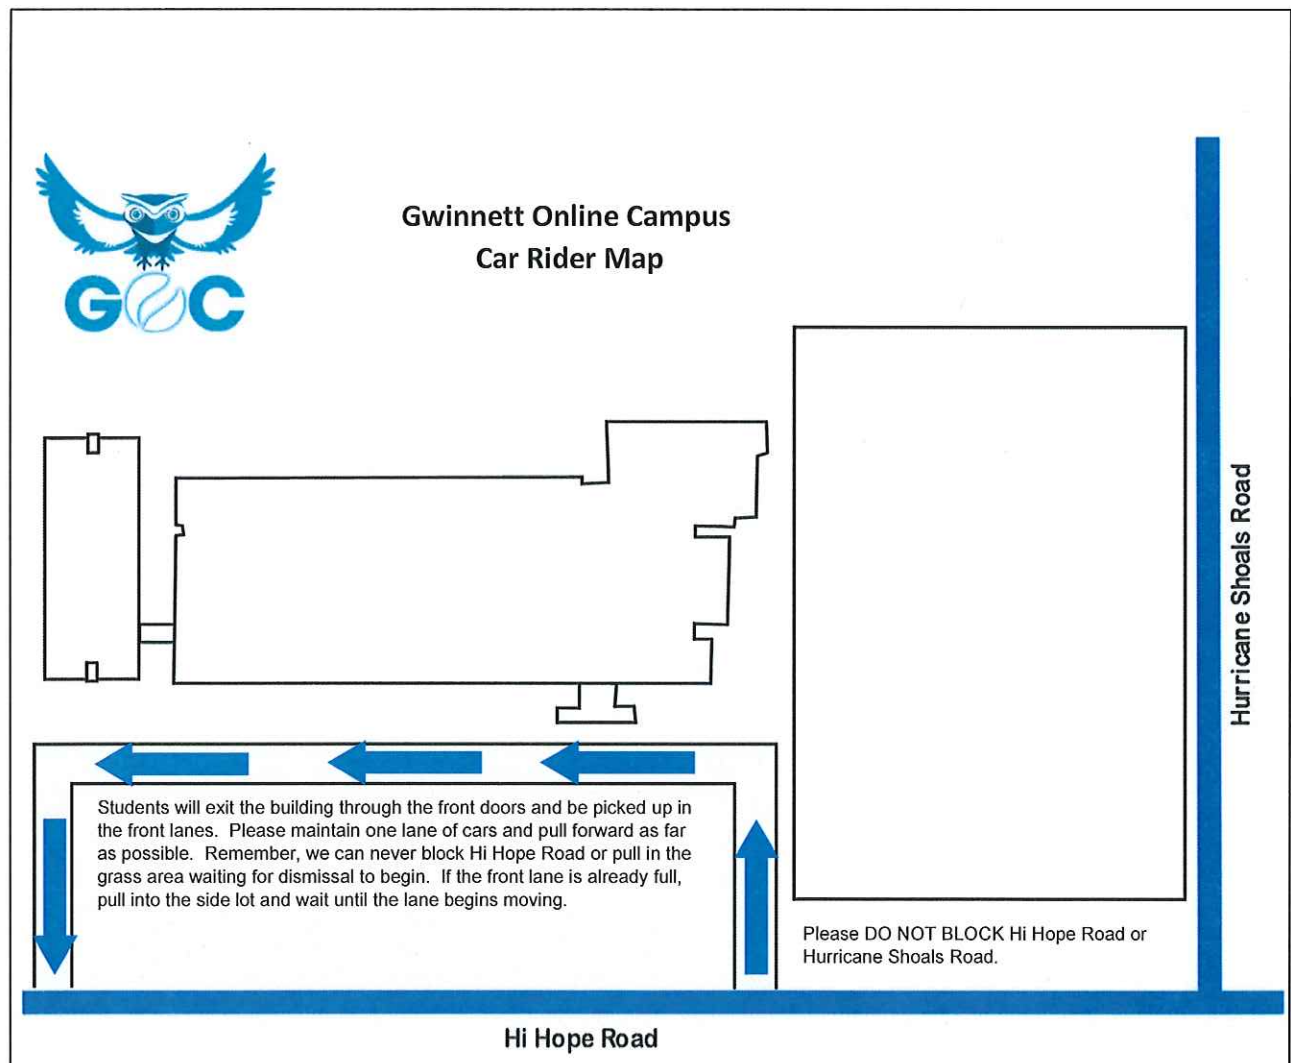 Gwinnett Online Campus
Car Rider Map
GOC
Hurricane Shoals Road
Students will exit the building through the front doors and be picked up in
the front lanes.  Please maintain one lane of cars and pull forward as far
as possible.  Remember, we can never block Hi Hope Road or pull in the
grass area waiting for dismissal to begin.  If the front lane is already full,
pull into the side lot and wait until the lane begins moving.
Please DO NOT BLOCK Hi Hope Road or
Hurricane Shoals Road.
Hi Hope Road